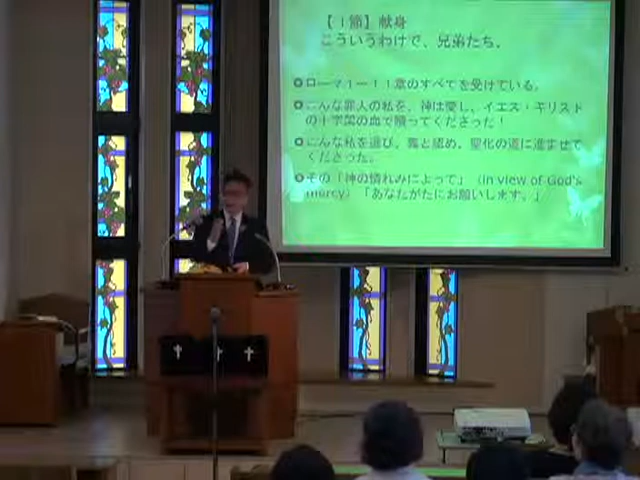 【1節】献身
こういうわけで、兄弟たち。
ローマ1ー11章のすべてを受けている。
こんな罪人の私を、神は愛し、イエス・キリスト
の十字架の血で贖ってくださった！
こんな私を選び、義と認め、聖化の道に進ませて
くださった。
その「神の憐れみによって」（in view of God's
mercy）「あなたがたにお願いします。」